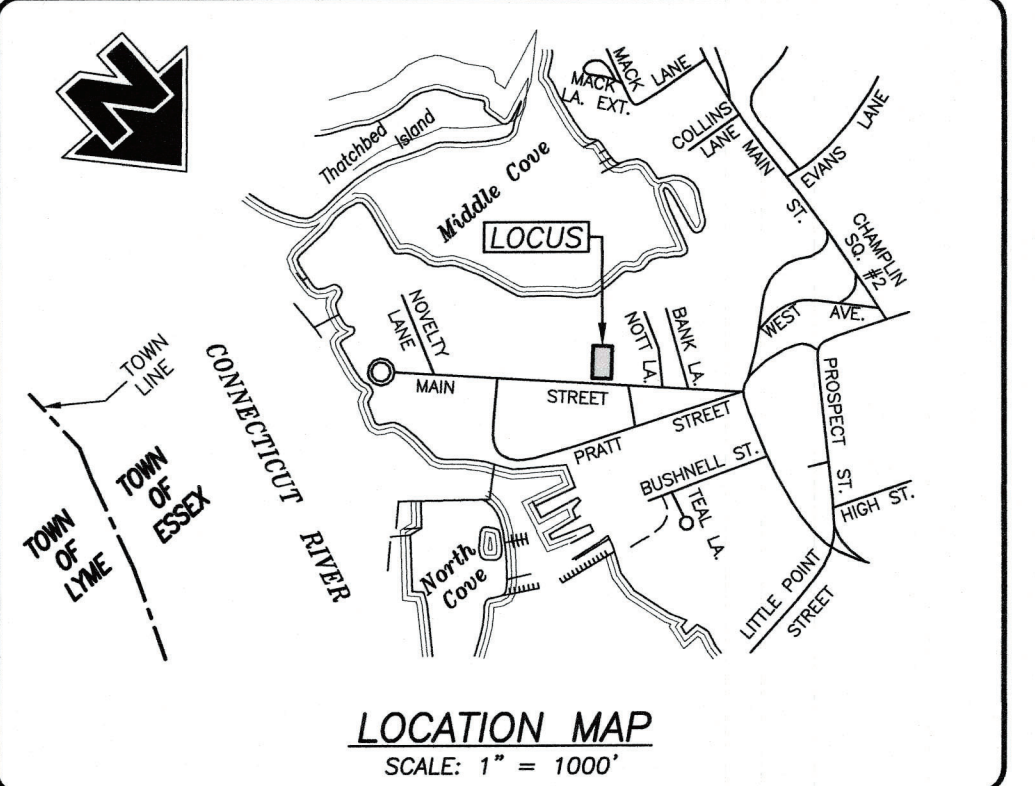 N
MACK LANE
MACK
LA. EXT.
COLLINS
LANE
MAIN
ST.
EVANS
LANE
Thatchbed
Island
Middle Cove
LOCUS
CHAMPLIN
SQ. #2
WEST AVE.
NOVELTY
LANE
NOTT LA.
BANK LA.
MAIN
STREET
TOWN
LINE
CONNECTICUT RIVER
PRATT STREET
PROSPECT ST.
BUSHNELL ST.
TEAL LA.
HIGH ST.
TOWN
OF
ESSEX
TOWN
OF
LYME
North
Cove
LITTLE POINT
STREET
LOCATION MAP
SCALE: 1" = 1000'